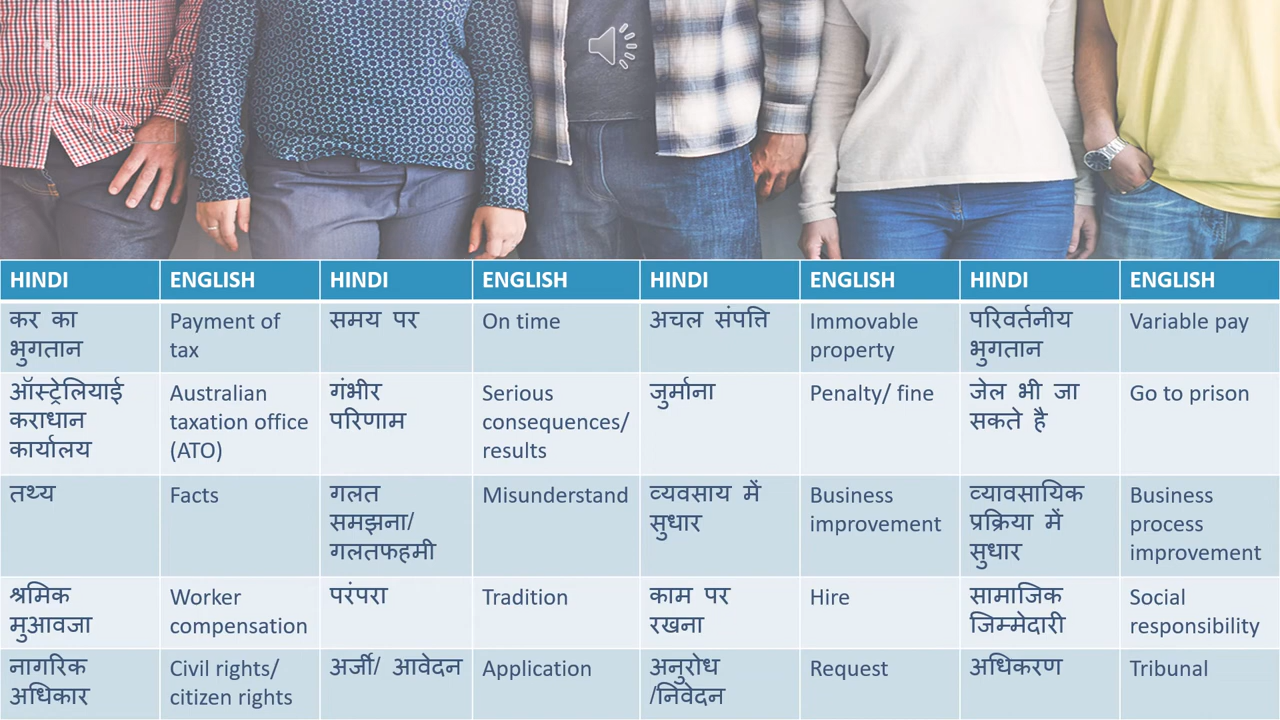 HINDI ENGLISH HINDI ENGLISH HINDI ENGLISH HINDI ENGLISH
कर का
भुगतान
Payment of
tax
समय पर
On time
अचल संपत्ति
Immovable
property
परिवर्तनीय
भुगतान
Variable pay
ऑस्ट्रेलियाई
कराधान
कार्यालय
Australian
taxation office
(ATO)
गंभीर
परिणाम
Serious
consequences/
results
जुर्माना
Penalty/ fine
जेल भी जा
सकते है
Go to prison
तथ्य
Facts
गलत
समझना/
गलतफहमी
Misunderstand
व्यवसाय में
सुधार
Business
improvement
व्यावसायिक
प्रक्रिया में
सुधार
Business
process
improvement
श्रमिक
मुआवजा
Worker
compensation
परंपरा
Tradition
काम पर
रखना
Hire
सामाजिक
जिम्मेदारी
Social
responsibility
नागरिक
अधिकार
Civil rights/
citizen rights
अर्जी/ आवेदन
Application
अनुरोध
/निवेदन
Request
अधिकरण
Tribunal